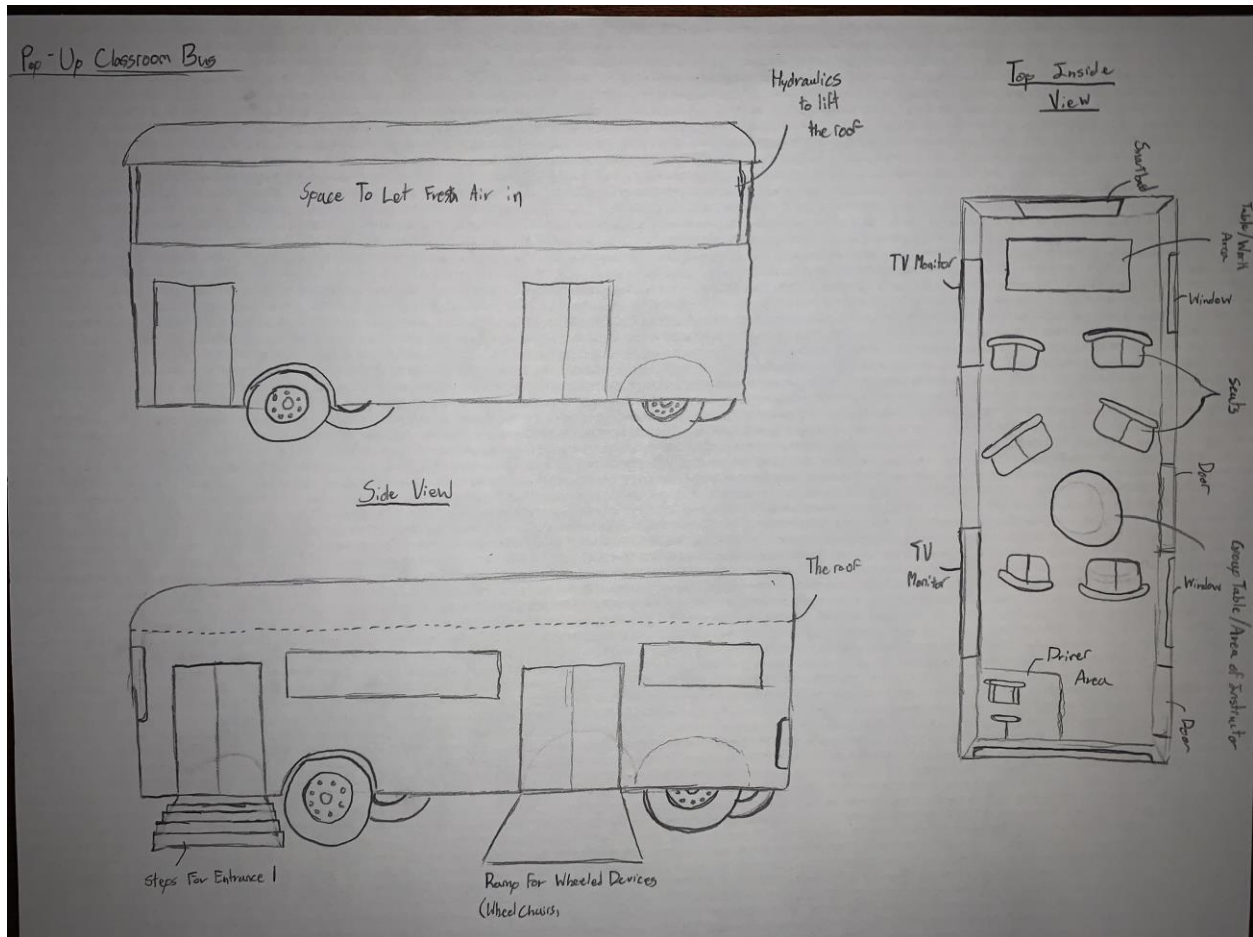 Pop-Up Classroom Bus
Hydraulics
to lift
the roof
Space To Let Fresh Air in
Side View
The roof
Steps For Entrance 1
Ramp For Wheeled Devices
(Wheel Chairs,
Top Inside
View
Table/Work
Area
TV Monitor
Window
Seats
Door
TV
Monitor
Window
Group Table/Area of Instructor
Driver
Area
Door